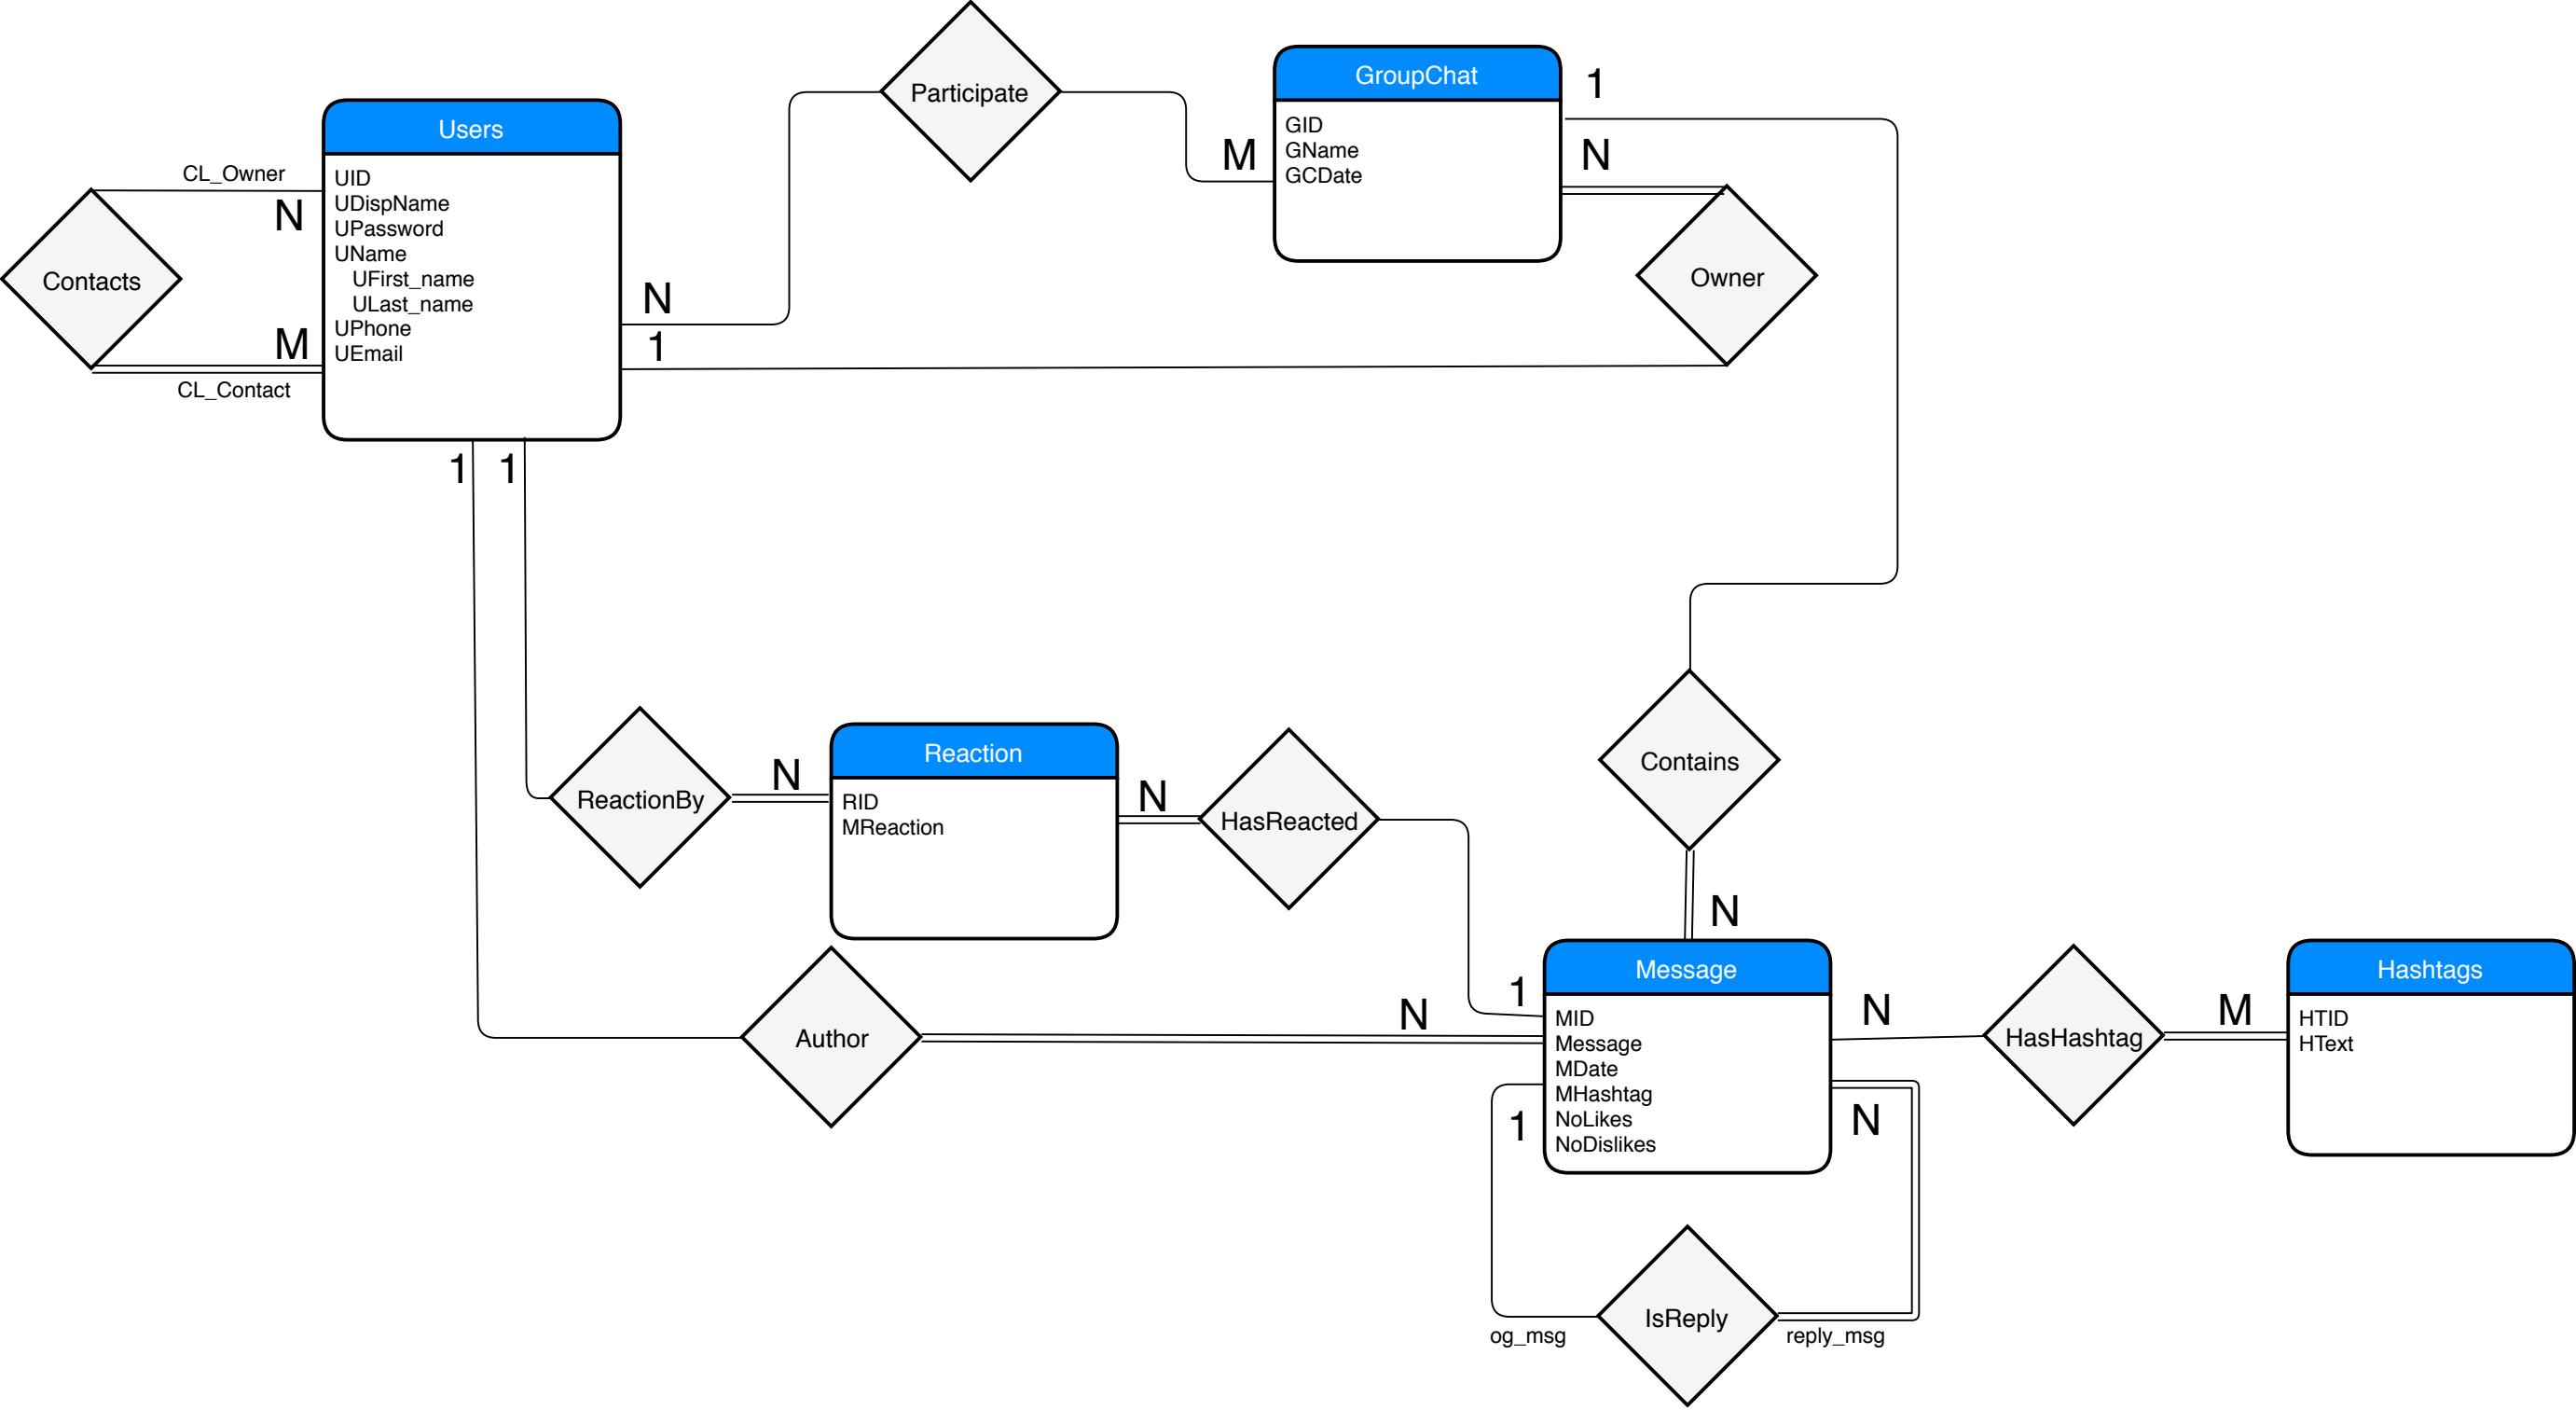 Participate
GroupChat
1
GID
GName
GCDate
N
M
Users
UID
UDispName
UPassword
UName
UFirst_name
ULast_name
UPhone
UEmail
CL_Owner
N
Contacts
M
CL_Contact
N
1
Owner
1
1
Contains
N
ReactionBy
N
Reaction
RID
MReaction
N
HasReacted
1
Author
N
Message
MID
Message
MDate
MHashtag
NoLikes
NoDislikes
N
HasHashtag
M
Hashtags
HTID
HText
1
N
IsReply
og_msg
reply_msg